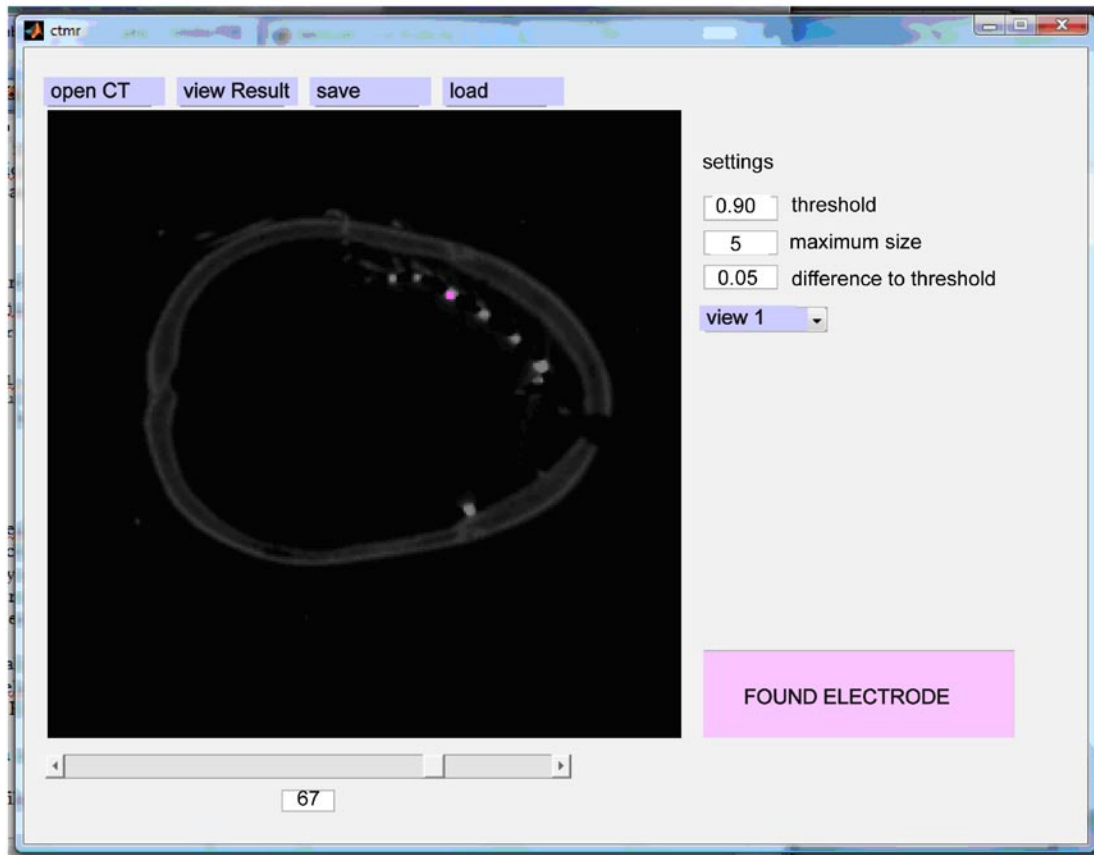 ctmr
open CT view Result save load
settings
0.90 threshold
5 maximum size
0.05 difference to threshold
view 1
FOUND ELECTRODE
67